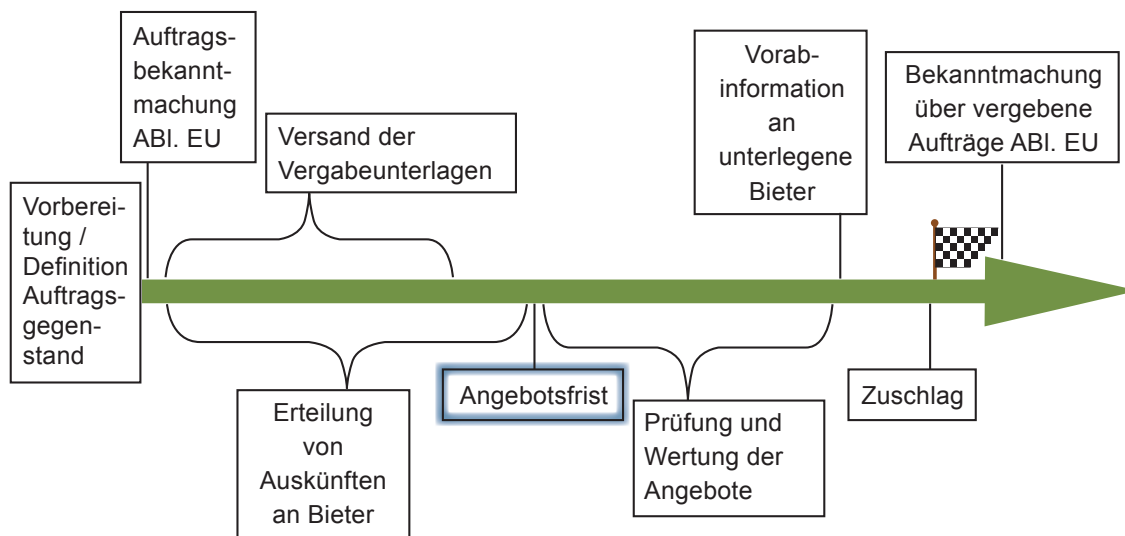 Auftrags-
bekannt-
machung
ABl. EU
Versand der
Vergabeunterlagen
Vorab-
information
an
unterlegene
Bieter
Bekanntmachung
über vergebene
Aufträge ABl. EU
Vorberei-
tung /
Definition
Auftrags-
gegen-
stand
Erteilung
von
Auskünften
an Bieter
Angebotsfrist
Prüfung und
Wertung der
Angebote
Zuschlag